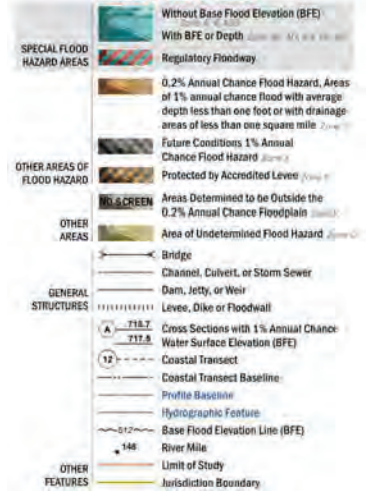 Without Base Flood Elevation (BFE)
With BFE or Depth
SPECIAL FLOOD
HAZARD AREAS
Regulatory Floodway
0.2% Annual Chance Flood Hazard, Areas
of 1% annual chance flood with average
depth less than one foot or with drainage
areas of less than one square mile
Future Conditions 1% Annual
Chance Flood Hazard
OTHER AREAS OF
FLOOD HAZARD
Protected by Accredited Levee
NO SCREEN
Areas Determined to be Outside the
0.2% Annual Chance Floodplain
OTHER
AREAS
Area of Undetermined Flood Hazard
Bridge
Channel, Culvert, or Storm Sewer
GENERAL
STRUCTURES
Dam, Jetty, or Weir
Levee, Dike or Floodwall
A 718.7
717.8
Cross Sections with 1% Annual Chance
Water Surface Elevation (BFE)
12 Coastal Transect
Coastal Transect Baseline
Profile Baseline
Hydrographic Feature
512 Base Flood Elevation Line (BFE)
148 River Mile
OTHER
FEATURES
Limit of Study
Jurisdiction Boundary